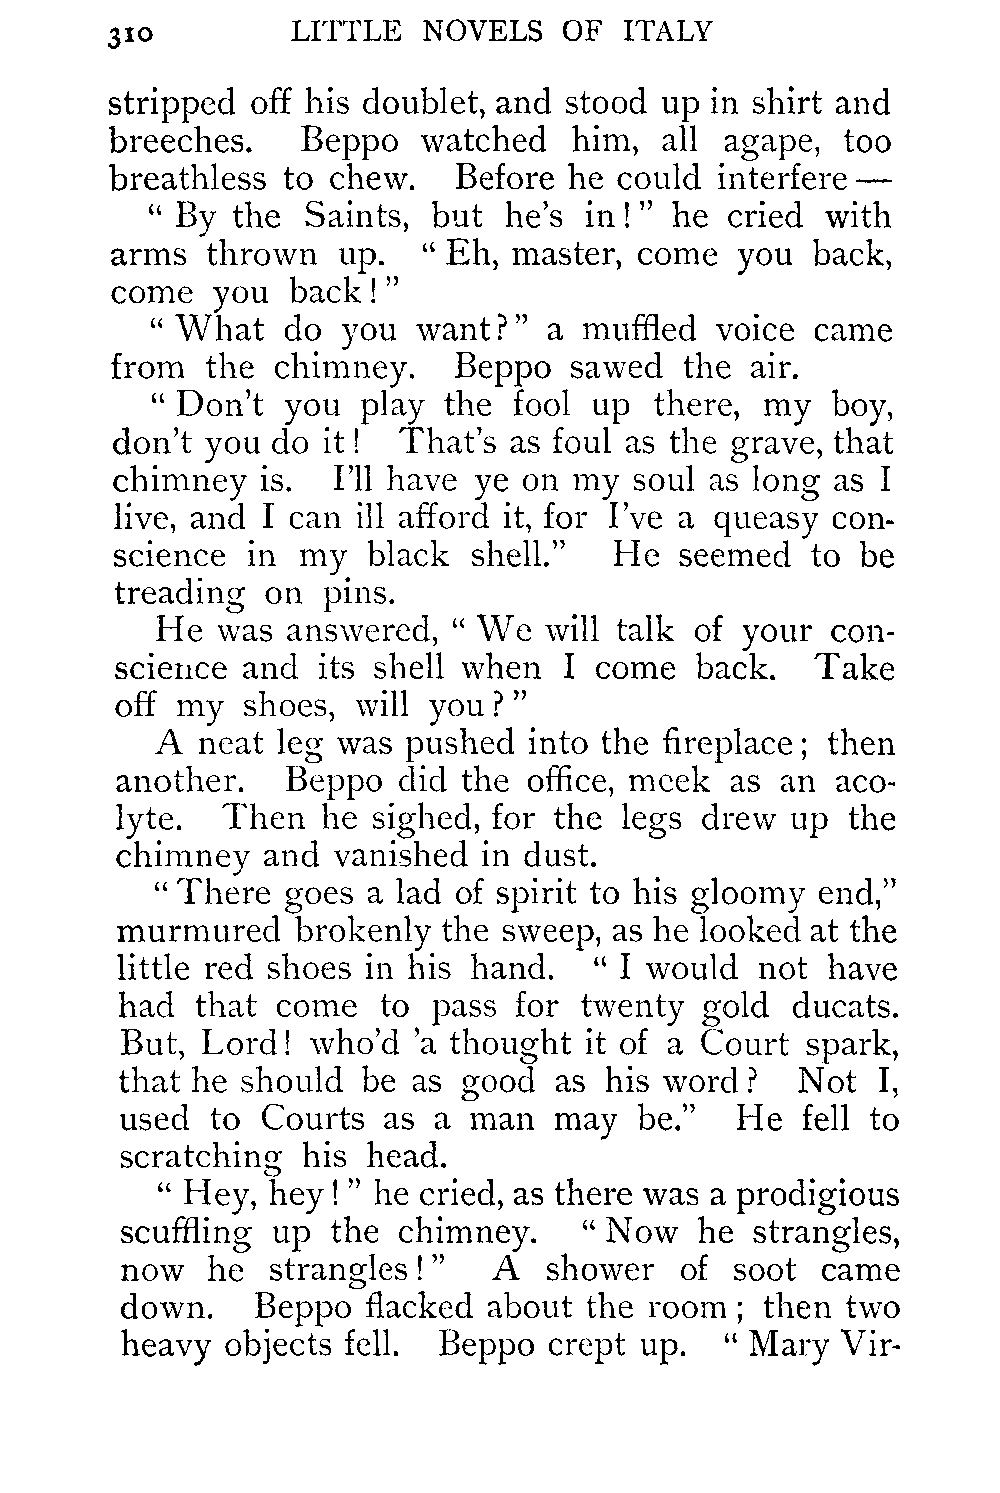 310 LITTLE NOVELS OF ITALY
stripped off his doublet, and stood up in shirt and
breeches. Beppo watched him, all agape, too
breathless to chew. Before he could interfere—
“ By the Saints, but he’s in!” he cried with
arms thrown up. “ Eh, master, come you back,
come you back!”
“ What do you want?” a muffled voice came
from the chimney. Beppo sawed the air.
“ Don’t you play the fool up there, my boy,
don’t you do it! That’s as foul as the grave, that
chimney is. I’ll have ye on my soul as long as I
live, and I can ill afford it, for I’ve a queasy con-
science in my black shell.” He seemed to be
treading on pins.
He was answered, “ We will talk of your con-
science and its shell when I come back. Take
off my shoes, will you?”
A neat leg was pushed into the fireplace; then
another. Beppo did the office, meek as an aco-
lyte. Then he sighed, for the legs drew up the
chimney and vanished in dust.
“ There goes a lad of spirit to his gloomy end,”
murmured brokenly the sweep, as he looked at the
little red shoes in his hand. “ I would not have
had that come to pass for twenty gold ducats.
But, Lord! who’d ’a thought it of a Court spark,
that he should be as good as his word? Not I,
used to Courts as a man may be.” He fell to
scratching his head.
“ Hey, hey!” he cried, as there was a prodigious
scuffling up the chimney. “ Now he strangles,
now he strangles!” A shower of soot came
down. Beppo flacked about the room; then two
heavy objects fell. Beppo crept up. “ Mary Vir-